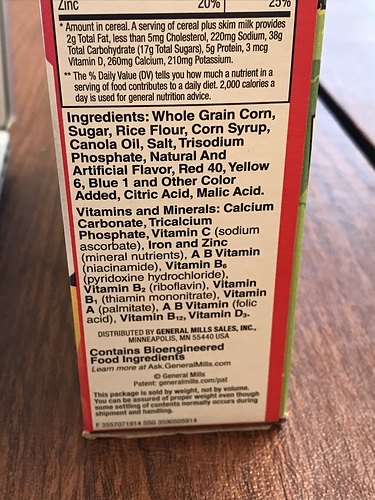 Zinc 20% 25%
* Amount in cereal. A serving of cereal plus skim milk provides
2g Total Fat, less than 5mg Cholesterol, 220mg Sodium, 38g
Total Carbohydrate (17g Total Sugars), 5g Protein, 3 mcg
Vitamin D, 260mg Calcium, 210mg Potassium.
** The % Daily Value (DV) tells you how much a nutrient in a
serving of food contributes to a daily diet. 2,000 calories a
day is used for general nutrition advice.
Ingredients: Whole Grain Corn,
Sugar, Rice Flour, Corn Syrup,
Canola Oil, Salt, Trisodium
Phosphate, Natural And
Artificial Flavor, Red 40, Yellow
6, Blue 1 and Other Color
Added, Citric Acid, Malic Acid.
Vitamins and Minerals: Calcium
Carbonate, Tricalcium
Phosphate, Vitamin C (sodium
ascorbate), Iron and Zinc
(mineral nutrients), A B Vitamin
(niacinamide), Vitamin B₆
(pyridoxine hydrochloride),
Vitamin B₂ (riboflavin), Vitamin
B₁ (thiamin mononitrate), Vitamin
A (palmitate), A B Vitamin (folic
acid), Vitamin B₁₂, Vitamin D₃.
DISTRIBUTED BY GENERAL MILLS SALES, INC.,
MINNEAPOLIS, MN 55440 USA
Contains Bioengineered
Food Ingredients
Learn more at Ask.GeneralMills.com
© General Mills
Patent: generalmills.com/pat
This package is sold by weight, not by volume.
You can be assured of proper weight even though
some settling of contents normally occurs during
shipment and handling.
F 3557071914 SSG 3590505914